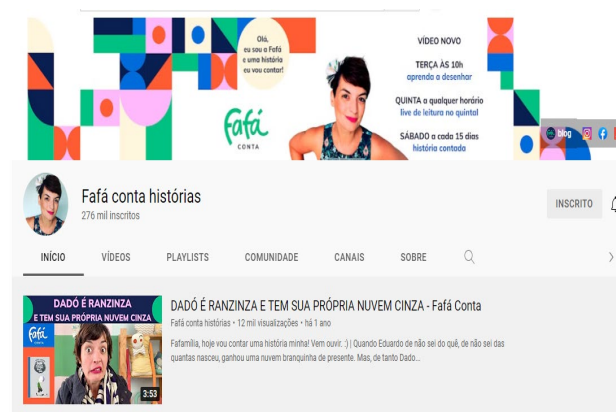 Olá,
eu sou a Fafá
e uma história
eu vou contar!
Fafá
CONTA
VÍDEO NOVO
TERÇA ÀS 10h
aprenda a desenhar
QUINTA a qualquer horário
live de leitura no quintal
SÁBADO a cada 15 dias
história contada
blog
Fafá conta histórias
276 mil inscritos
INSCRITO
INÍCIO VÍDEOS PLAYLISTS COMUNIDADE CANAIS SOBRE
DADÓ É RANZINZA
E TEM SUA PRÓPRIA NUVEM CINZA
Fafá
3:53
DADÓ É RANZINZA E TEM SUA PRÓPRIA NUVEM CINZA - Fafá Conta
Fafá conta histórias • 12 mil visualizações • há 1 ano
Fafamília, hoje vou contar uma história minha! Vem ouvir. :) | Quando Eduardo de não sei do quê, de não sei das
quantas nasceu, ganhou uma nuvem branquinha de presente. Mas, de tanto Dado...